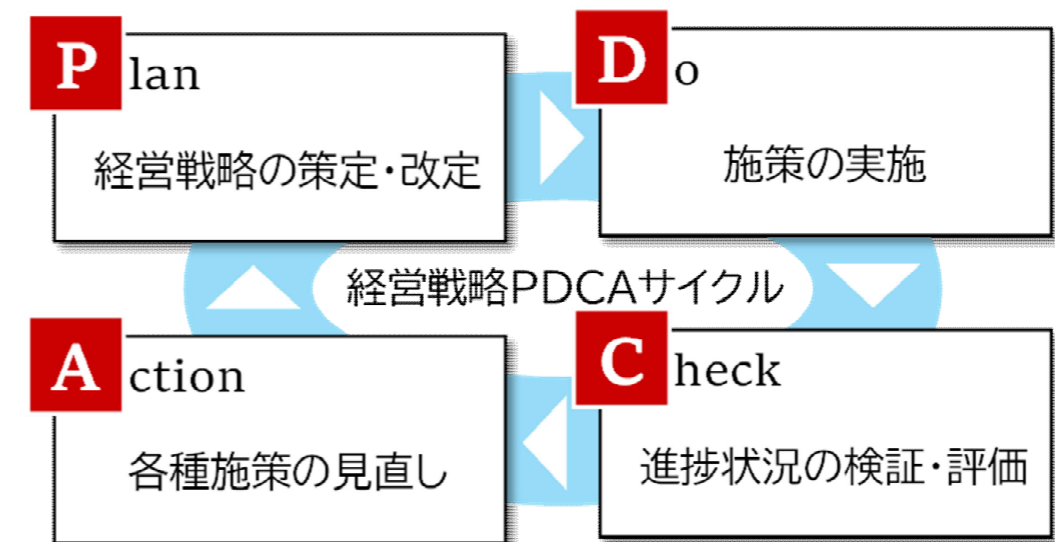 Plan
経営戦略の策定・改定
Do
施策の実施
経営戦略PDCAサイクル
Action
各種施策の見直し
Check
進捗状況の検証・評価